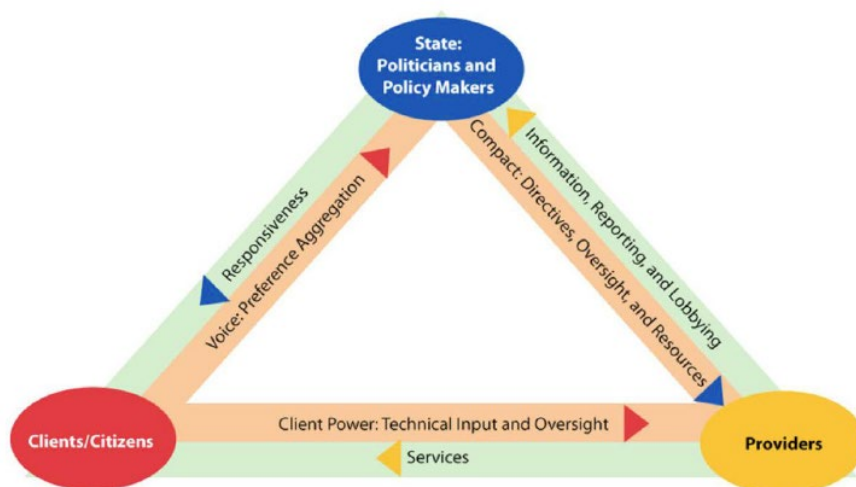 State:
Politicians and
Policy Makers
Responsiveness
Voice: Preference Aggregation
Compact: Directives, Oversight, and Resources
Information, Reporting, and Lobbying
Clients/Citizens
Client Power: Technical Input and Oversight
Services
Providers